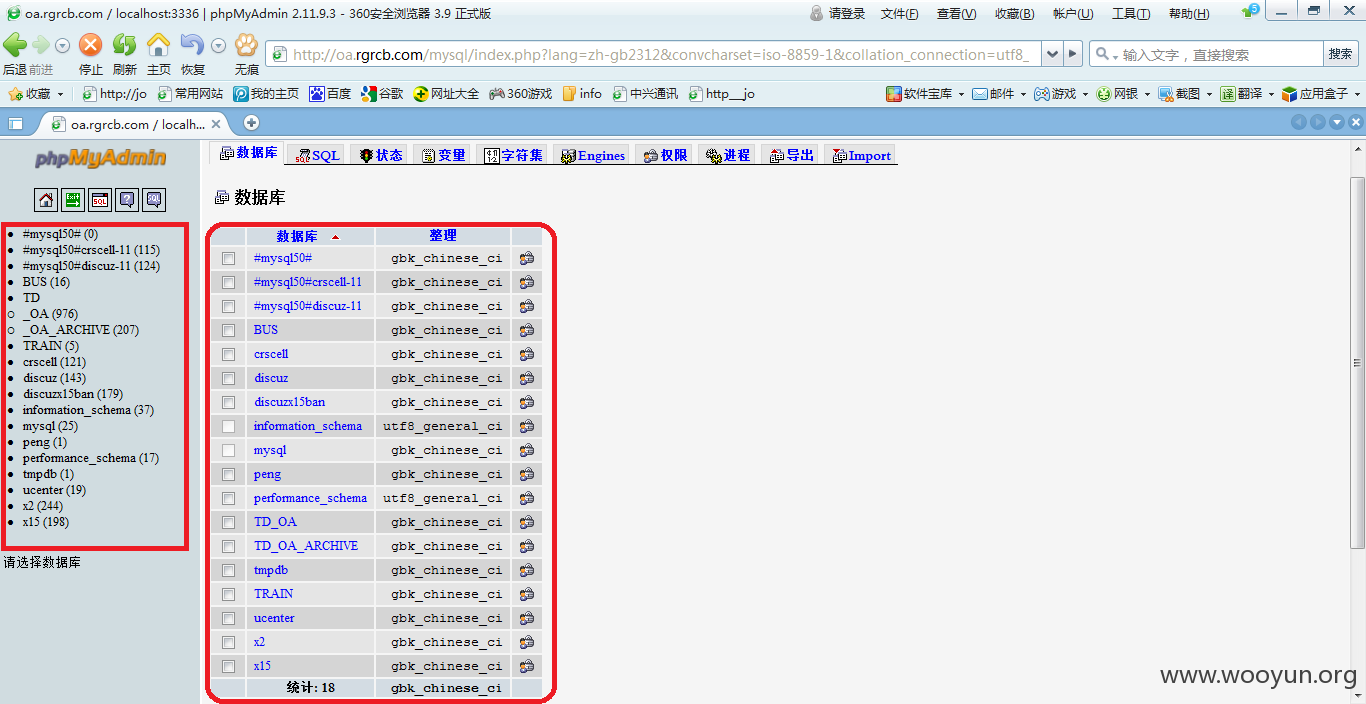 oa.rgrcb.com / localhost:3336 | phpMyAdmin 2.11.9.3 - 360安全浏览器 3.9 正式版
请登录 文件(F) 查看(V) 收藏(B) 帐户(U) 工具(T) 帮助(H) 5
http://oa.rgrcb.com/mysql/index.php?lang=zh-gb2312&convcharset=iso-8859-1&collation_connection=utf8_
输入文字，直接搜索 搜索
后退 前进 停止 刷新 主页 恢复 无痕
收藏 http://jo 常用网站 我的主页 百度 谷歌 网址大全 360游戏 info 中兴通讯 http__jo 软件宝库 邮件 游戏 网银 截图 翻译 应用盒子
oa.rgrcb.com / localh...
phpMyAdmin
数据库 SQL 状态 变量 字符集 Engines 权限 进程 导出 Import
SQL
#mysql50# (0)
#mysql50#crscell-11 (115)
#mysql50#discuz-11 (124)
BUS (16)
TD
_OA (976)
_OA_ARCHIVE (207)
TRAIN (5)
crscell (121)
discuz (143)
discuzx15ban (179)
information_schema (37)
mysql (25)
peng (1)
performance_schema (17)
tmpdb (1)
ucenter (19)
x2 (244)
x15 (198)
请选择数据库
数据库
数据库 整理
#mysql50# gbk_chinese_ci
#mysql50#crscell-11 gbk_chinese_ci
#mysql50#discuz-11 gbk_chinese_ci
BUS gbk_chinese_ci
crscell gbk_chinese_ci
discuz gbk_chinese_ci
discuzx15ban gbk_chinese_ci
information_schema utf8_general_ci
mysql gbk_chinese_ci
peng gbk_chinese_ci
performance_schema utf8_general_ci
TD_OA gbk_chinese_ci
TD_OA_ARCHIVE gbk_chinese_ci
tmpdb gbk_chinese_ci
TRAIN gbk_chinese_ci
ucenter gbk_chinese_ci
x2 gbk_chinese_ci
x15 gbk_chinese_ci
统计: 18 gbk_chinese_ci
www.wooyun.org